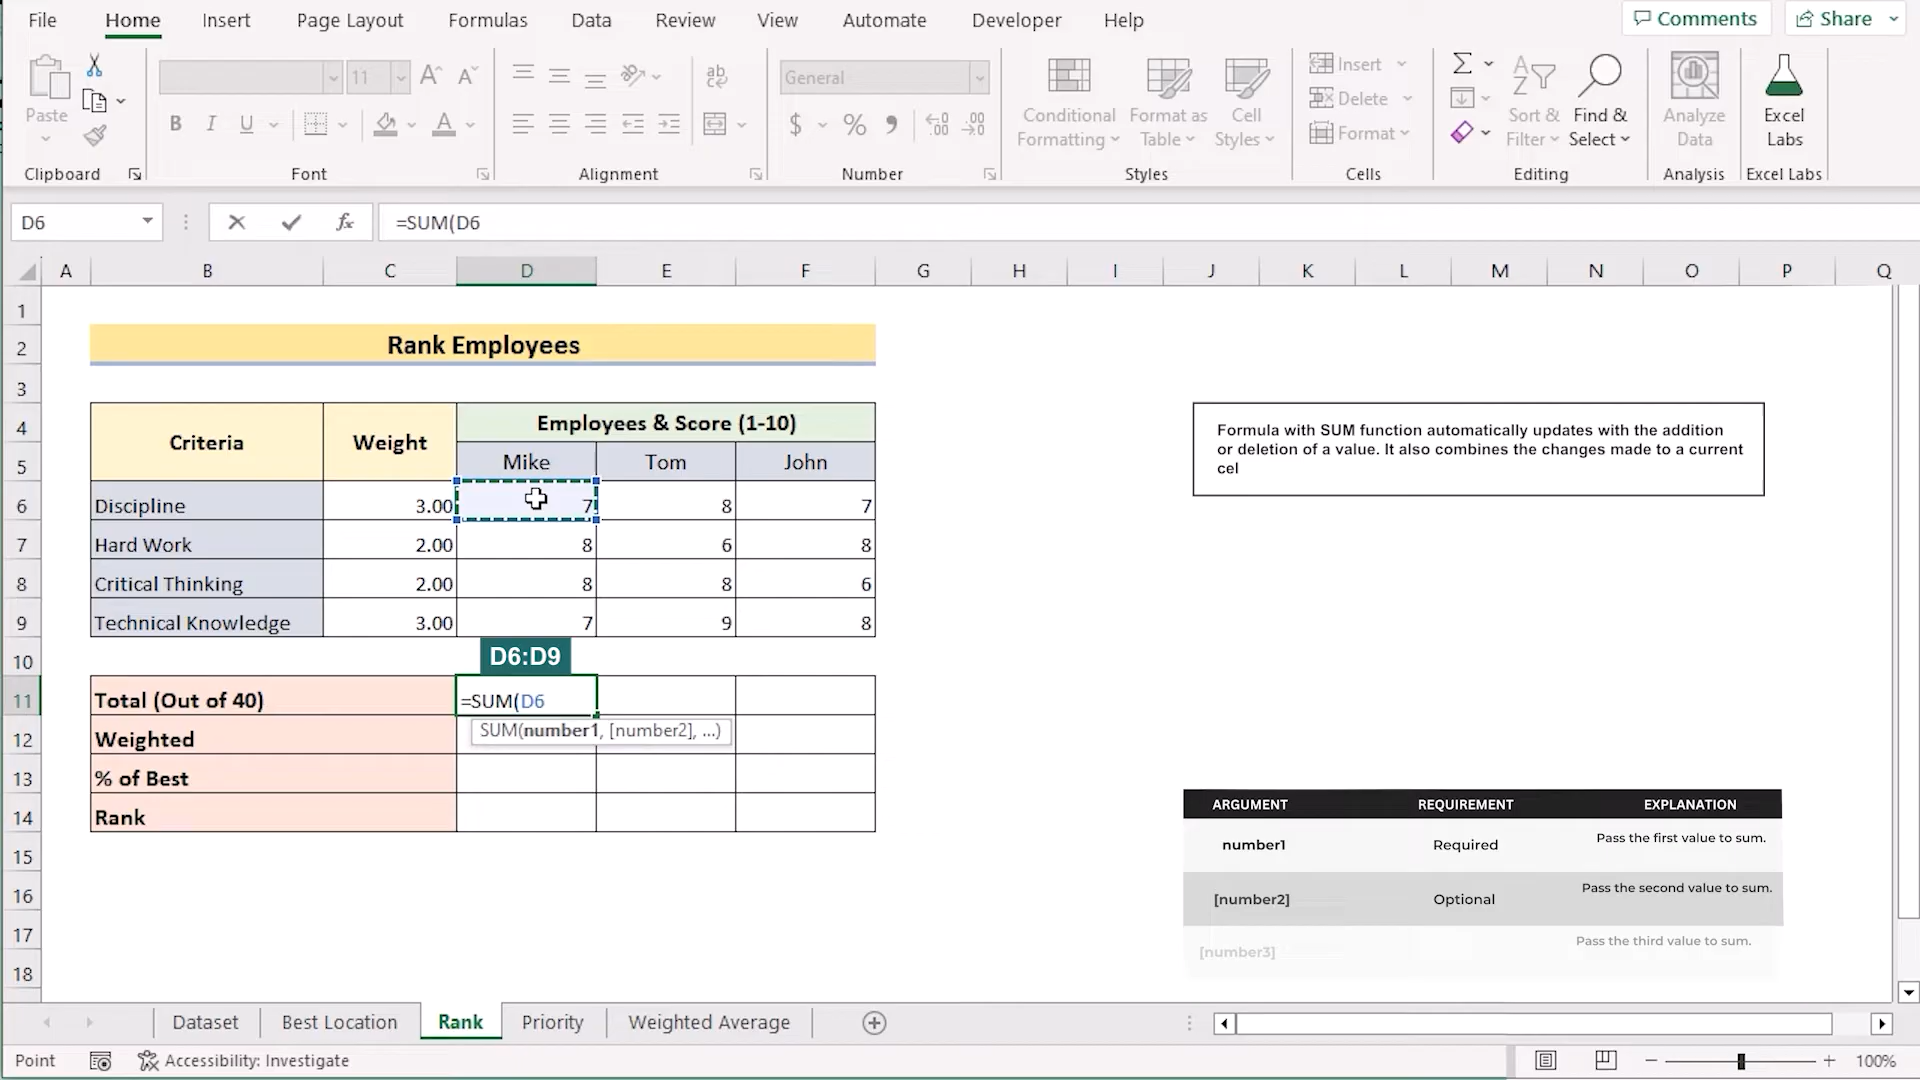 File Home Insert Page Layout Formulas Data Review View Automate Developer Help Comments Share
Paste
11
General
Conditional Formatting
Format as Table
Cell Styles
Insert
Delete
Format
Sort & Filter
Find & Select
Analyze Data
Excel Labs
Clipboard Font Alignment Number Styles Cells Editing Analysis Excel Labs
D6 fx =SUM(D6
A B C D E F G H I J K L M N O P Q
1
2 Rank Employees
3
4 Criteria Weight Employees & Score (1-10)
5 Mike Tom John
6 Discipline 3.00 7 8 7
7 Hard Work 2.00 8 6 8
8 Critical Thinking 2.00 8 8 6
9 Technical Knowledge 3.00 7 9 8
10 D6:D9
11 Total (Out of 40) =SUM(D6
SUM(number1, [number2], ...)
12 Weighted
13 % of Best
14 Rank
15
16
17
18
Formula with SUM function automatically updates with the addition
or deletion of a value. It also combines the changes made to a current
cel
ARGUMENT REQUIREMENT EXPLANATION
number1 Required Pass the first value to sum.
[number2] Optional Pass the second value to sum.
[number3] Pass the third value to sum.
Dataset Best Location Rank Priority Weighted Average
Point Accessibility: Investigate 100%